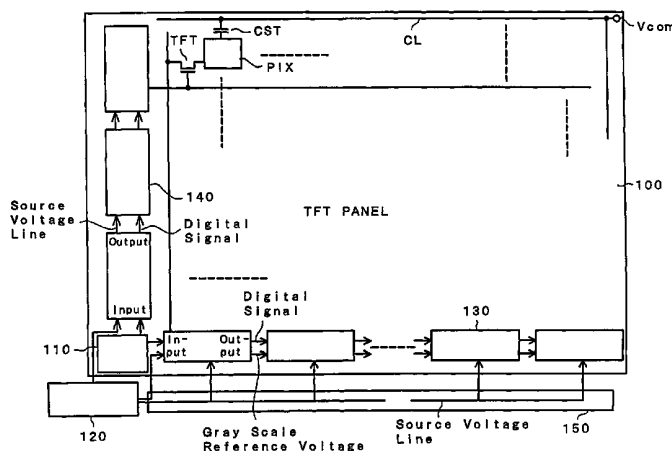 CST
CL
Vcom
TFT
PIX
140
100
Source
Voltage
Line
Digital
Signal
TFT PANEL
Output
Input
Digital
Signal
130
110
In-
put
Out-
put
120
Gray Scale
Reference Voltage
Source Voltage
Line
150